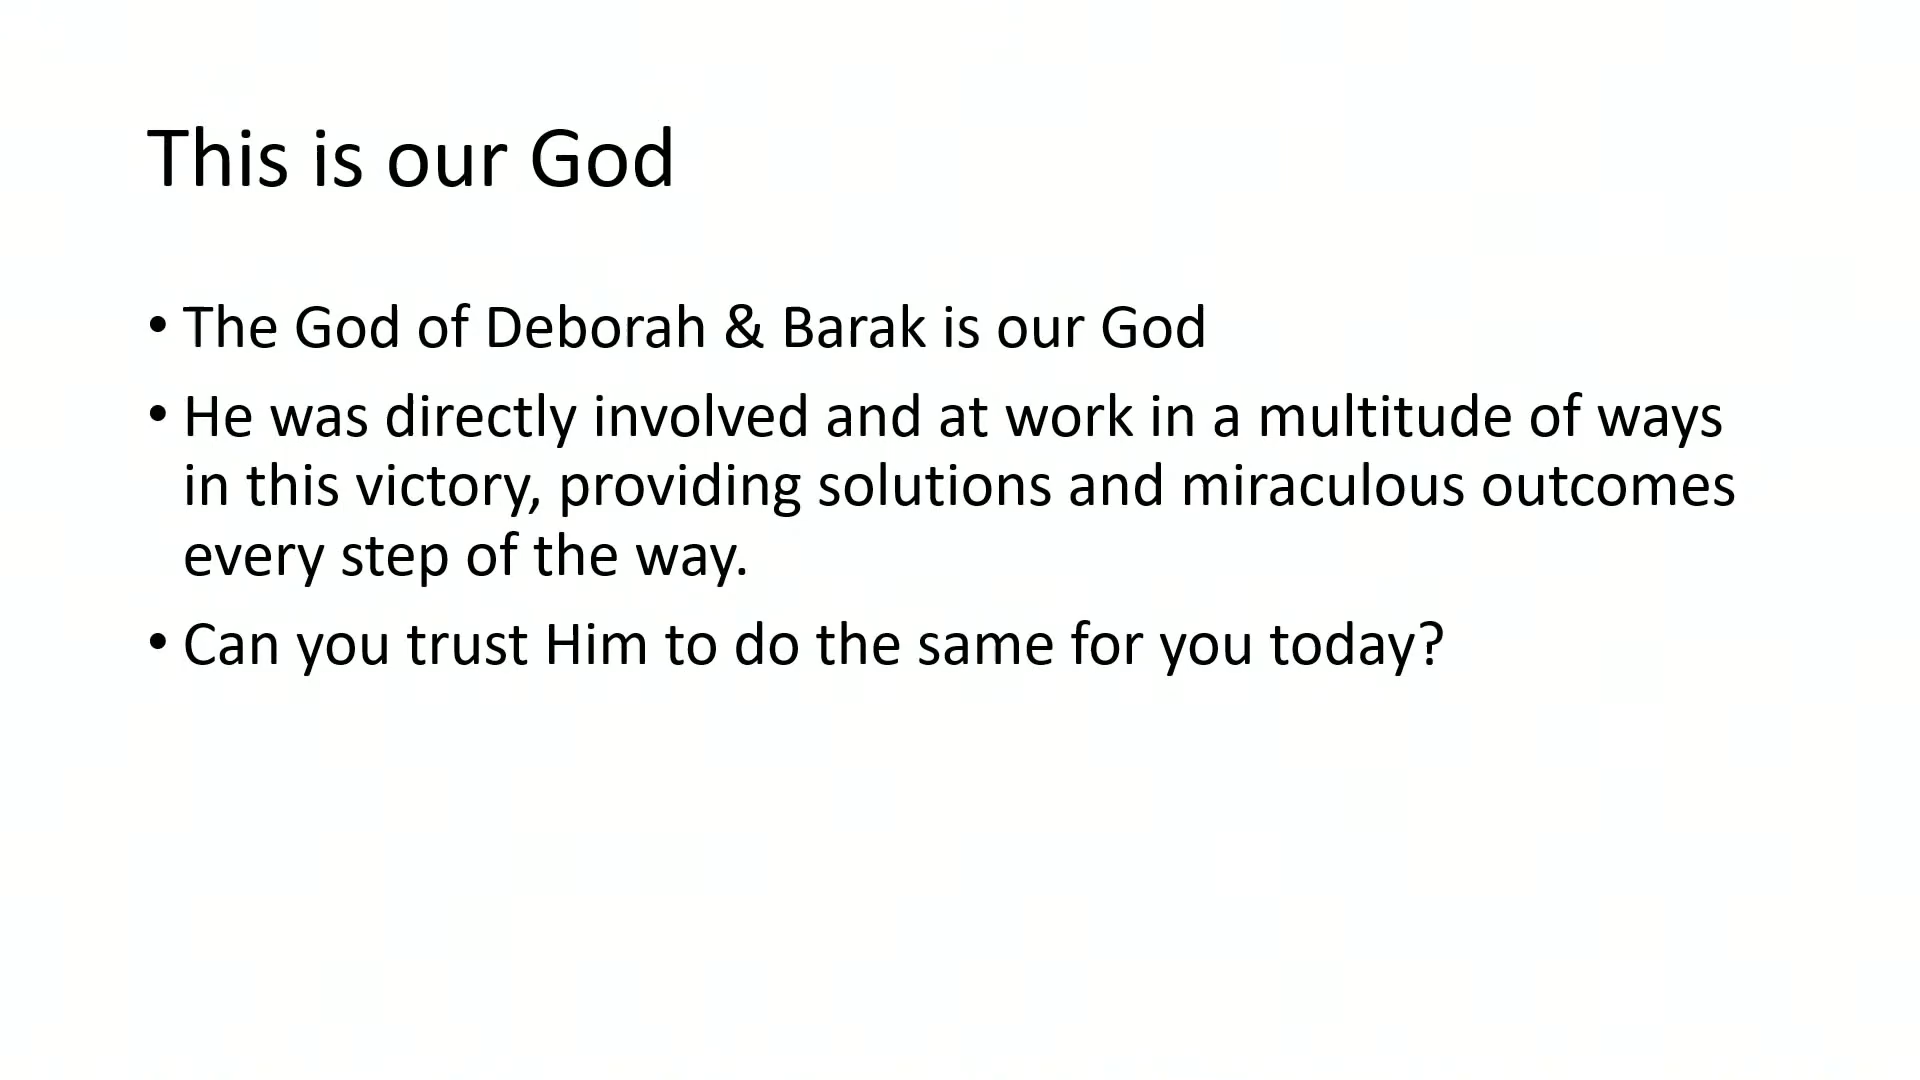 This is our God
• The God of Deborah & Barak is our God
• He was directly involved and at work in a multitude of ways
in this victory, providing solutions and miraculous outcomes
every step of the way.
• Can you trust Him to do the same for you today?